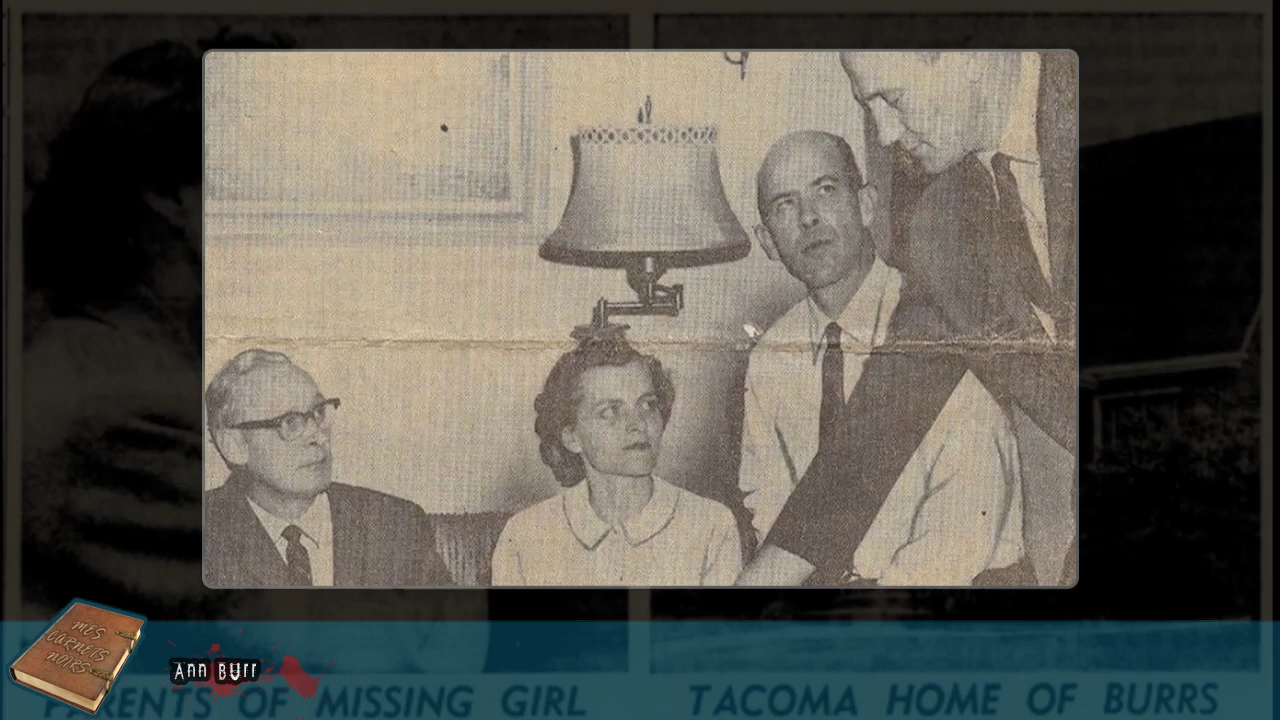 MES
CARNETS
NOIRS
Ann Burr
PARENTS OF MISSING GIRL
TACOMA HOME OF BURRS